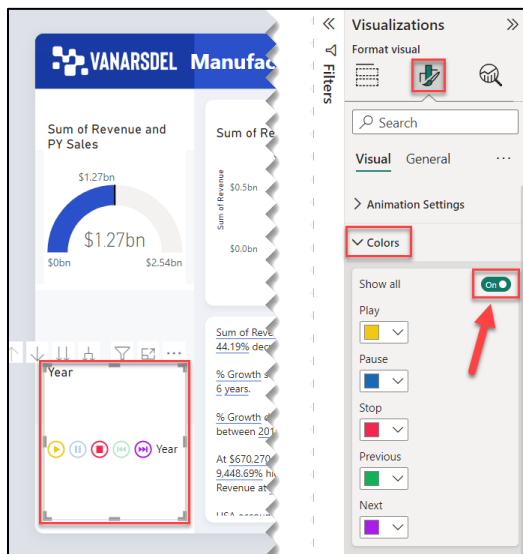 VANARSDEL Manufac
Sum of Revenue and
PY Sales
$1.27bn
$1.27bn
$0bn
$2.54bn
Sum of Re
Sum of Revenue
$0.5bn
$0.0bn
Year
Year
Sum of Reve
44.19% dec
% Growth s
6 years.
% Growth d
between 201
At $670,270
9,448.69% hi
Revenue at
USA accoun
Filters
Visualizations
Format visual
Search
Visual General
Animation Settings
Colors
Show all
On
Play
Pause
Stop
Previous
Next